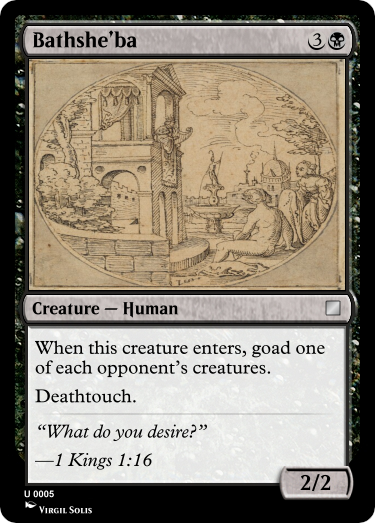 Bathshe’ba 3
Creature — Human
When this creature enters, goad one
of each opponent’s creatures.
Deathtouch.
“What do you desire?”
—1 Kings 1:16
2/2
U 0005
Virgil Solis